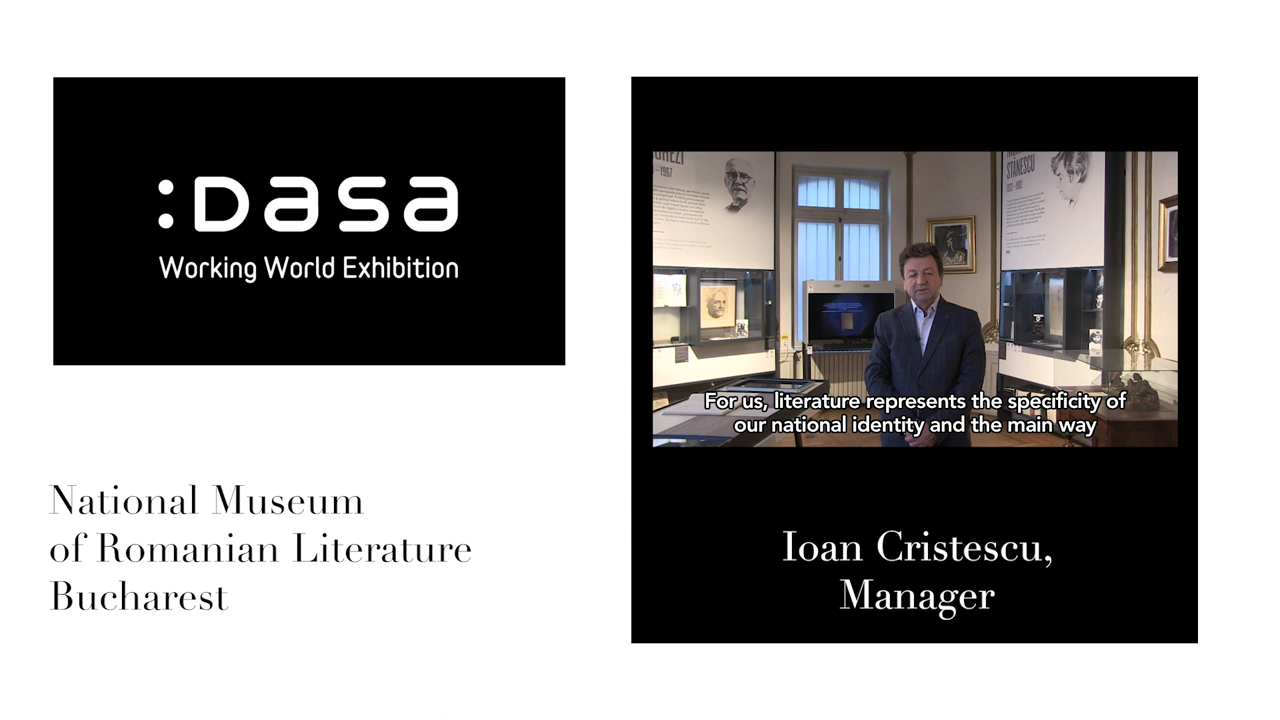 :Dasa
Working World Exhibition
National Museum
of Romanian Literature
Bucharest
STĂNESCU
For us, literature represents the specificity of
our national identity and the main way
Ioan Cristescu,
Manager